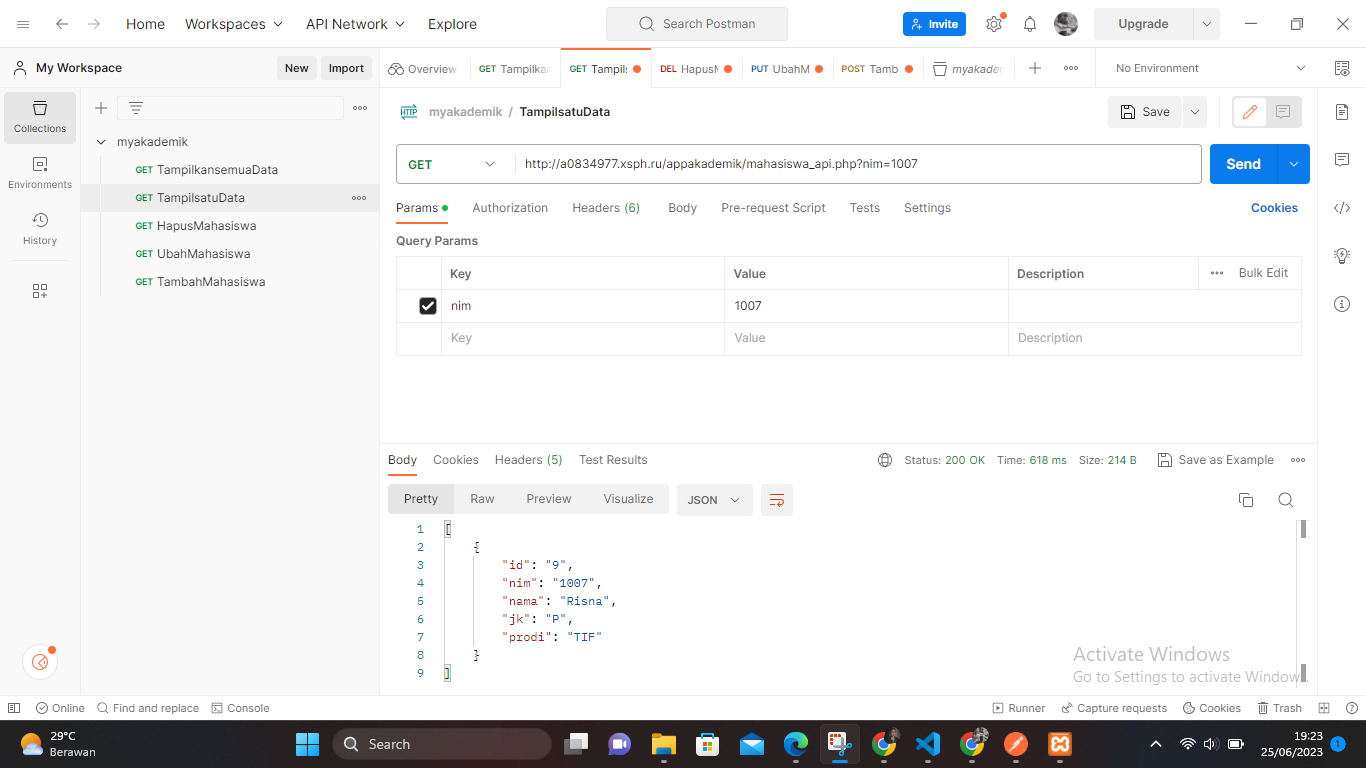 Home
Workspaces
API Network
Explore
Search Postman
Invite
Upgrade
My Workspace
New
Import
Overview
GET Tampilkan
GET Tampils
DEL HapusM
PUT UbahM
POST Tamb
myakadem
No Environment
Collections
Environments
History
myakademik
GET TampilkansemuaData
GET TampilsatuData
GET HapusMahasiswa
GET UbahMahasiswa
GET TambahMahasiswa
HTTP myakademik / TampilsatuData
Save
GET http://a0834977.xsph.ru/appakademik/mahasiswa_api.php?nim=1007
Send
Params Authorization Headers (6) Body Pre-request Script Tests Settings Cookies
Query Params
Key Value Description Bulk Edit
nim 1007
Key Value Description
Body Cookies Headers (5) Test Results Status: 200 OK Time: 618 ms Size: 214 B Save as Example
Pretty Raw Preview Visualize JSON
1 [
2 {
3 "id": "9",
4 "nim": "1007",
5 "nama": "Risna",
6 "jk": "P",
7 "prodi": "TIF"
8 }
9 ]
Activate Windows
Go to Settings to activate Windows.
Online Find and replace Console Runner Capture requests Cookies Trash
29°C
Berawan
Search
19:23
25/06/2023
1